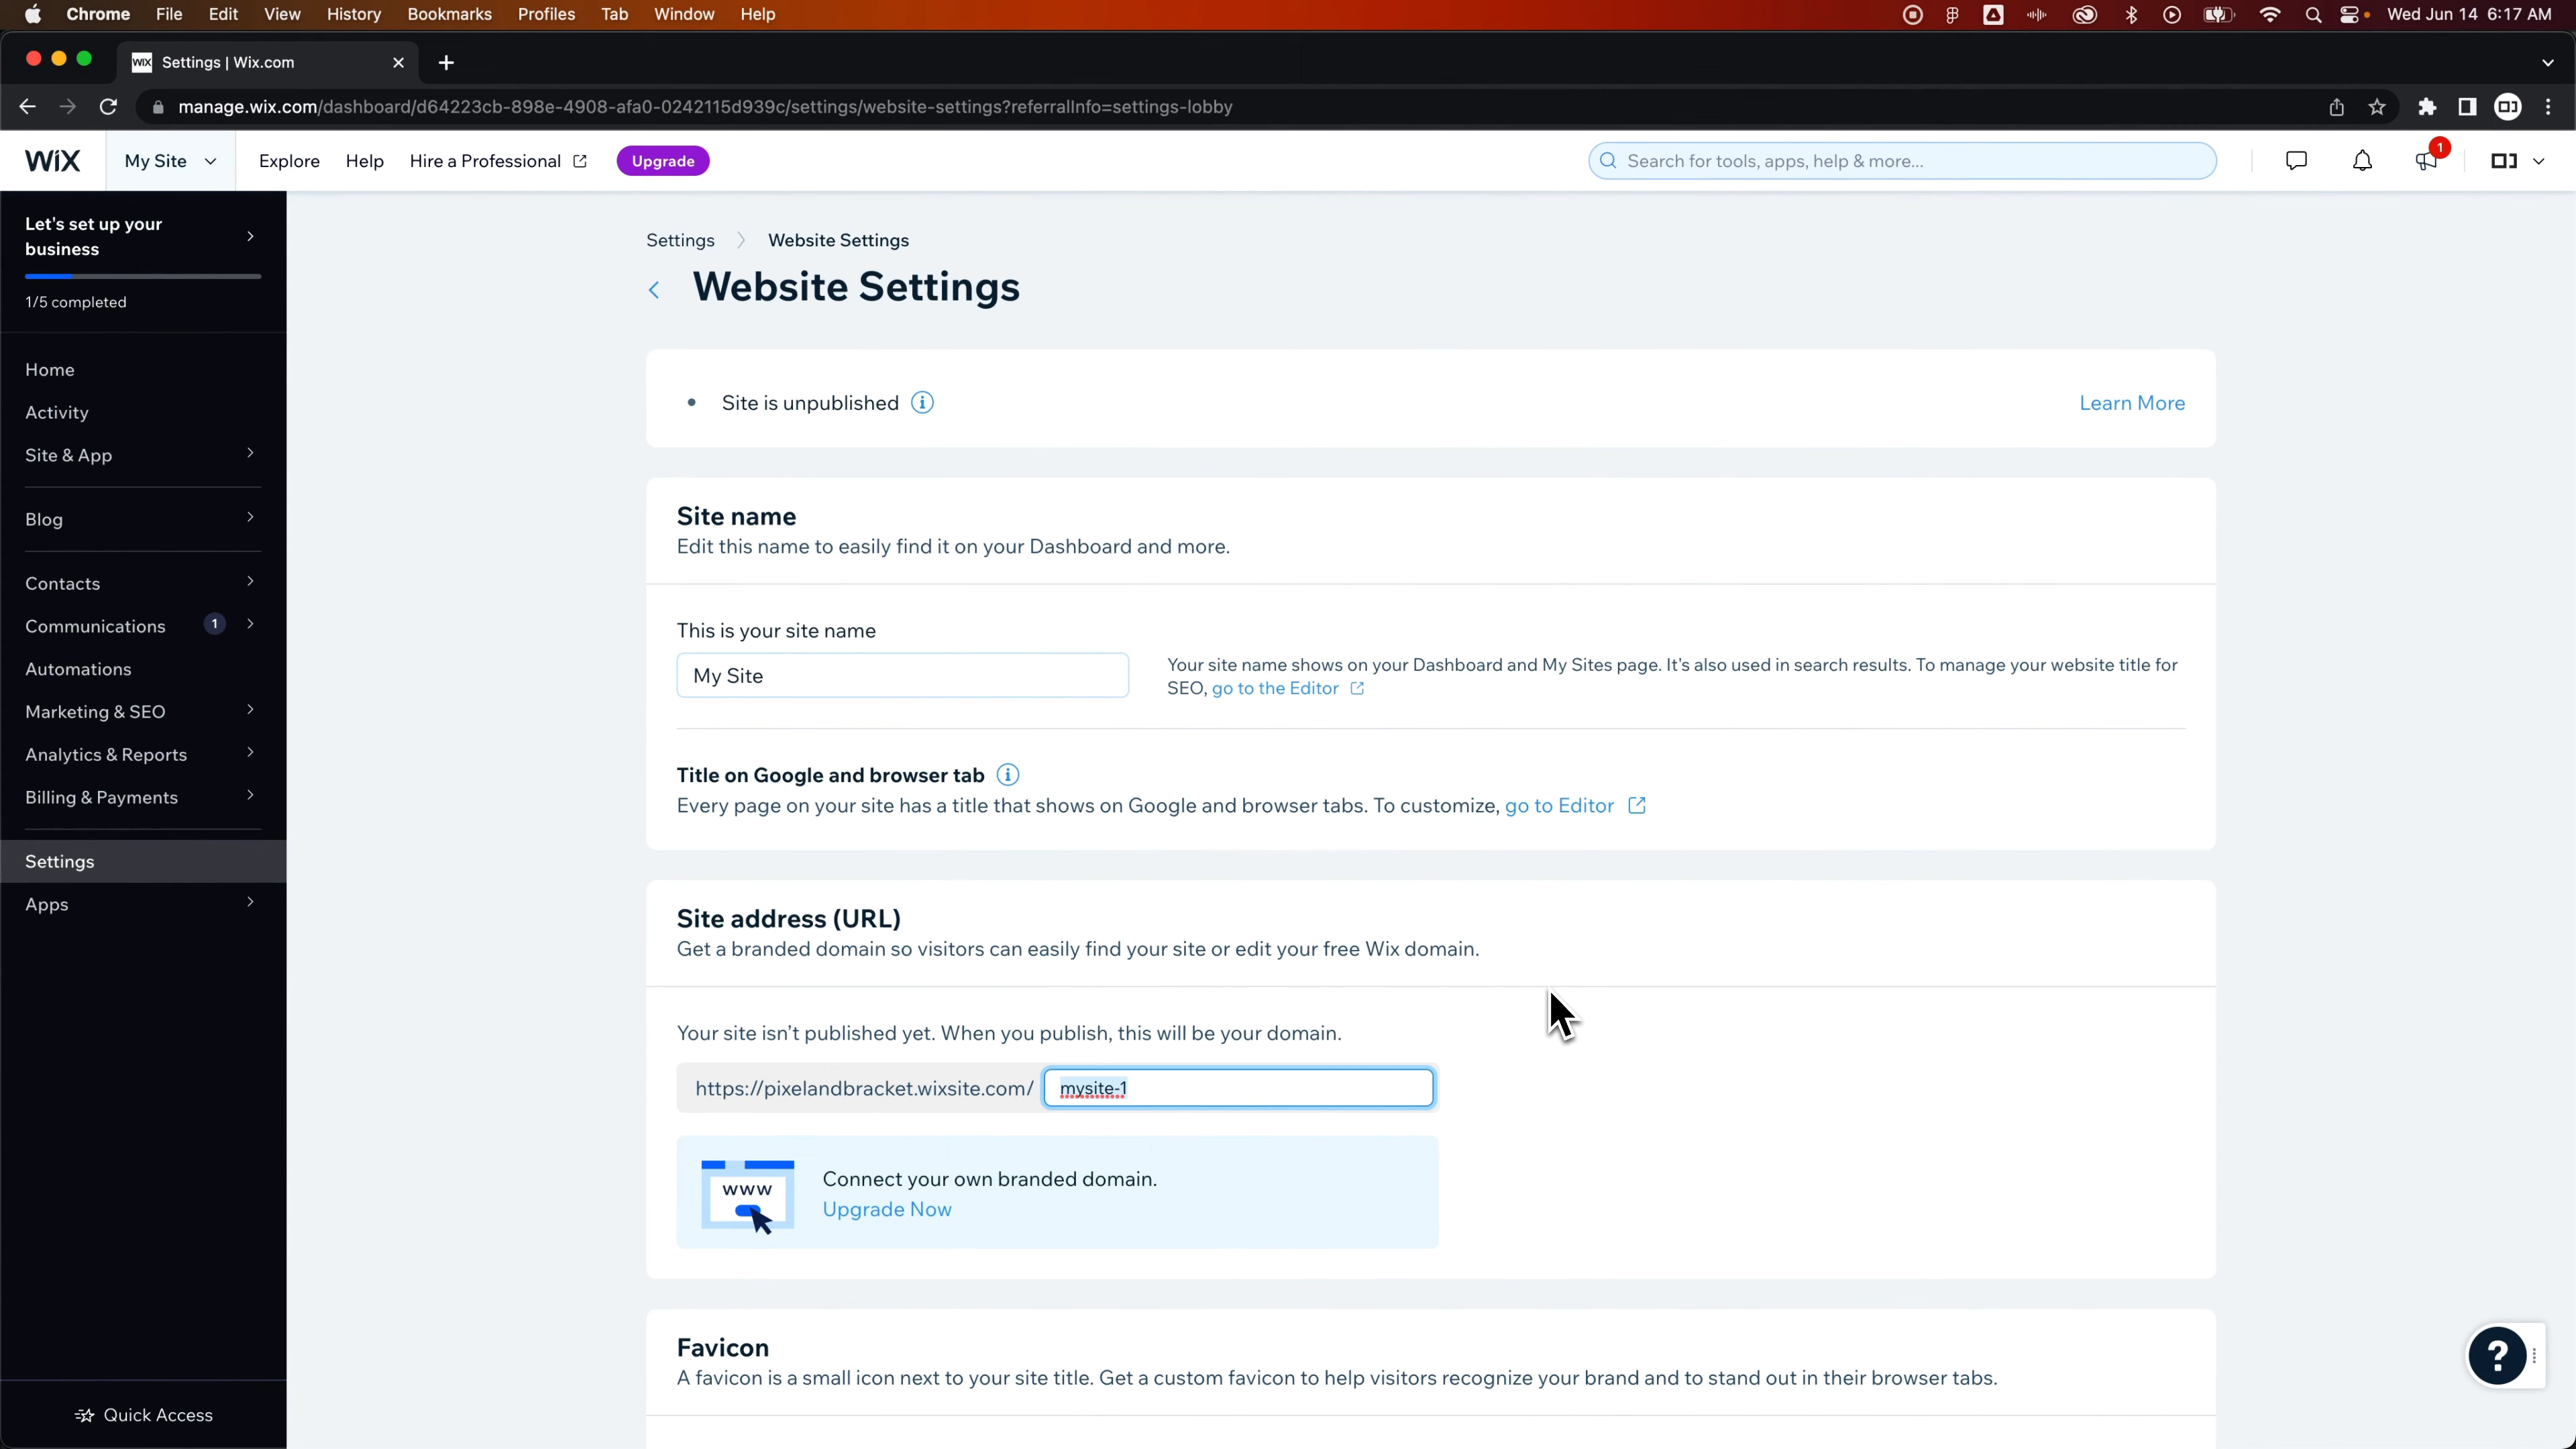 Chrome File Edit View History Bookmarks Profiles Tab Window Help Wed Jun 14 6:17 AM
WiX Settings | Wix.com
manage.wix.com/dashboard/d64223cb-898e-4908-afa0-0242115d939c/settings/website-settings?referralInfo=settings-lobby
WiX My Site Explore Help Hire a Professional Upgrade Search for tools, apps, help & more... 1
Let's set up your
business
1/5 completed
Home
Activity
Site & App
Blog
Contacts
Communications 1
Automations
Marketing & SEO
Analytics & Reports
Billing & Payments
Settings
Apps
Quick Access
Settings Website Settings
Website Settings
Site is unpublished Learn More
Site name
Edit this name to easily find it on your Dashboard and more.
This is your site name
My Site
Your site name shows on your Dashboard and My Sites page. It's also used in search results. To manage your website title for
SEO, go to the Editor
Title on Google and browser tab
Every page on your site has a title that shows on Google and browser tabs. To customize, go to Editor
Site address (URL)
Get a branded domain so visitors can easily find your site or edit your free Wix domain.
Your site isn't published yet. When you publish, this will be your domain.
https://pixelandbracket.wixsite.com/ mysite-1
www
Connect your own branded domain.
Upgrade Now
Favicon
A favicon is a small icon next to your site title. Get a custom favicon to help visitors recognize your brand and to stand out in their browser tabs.
?